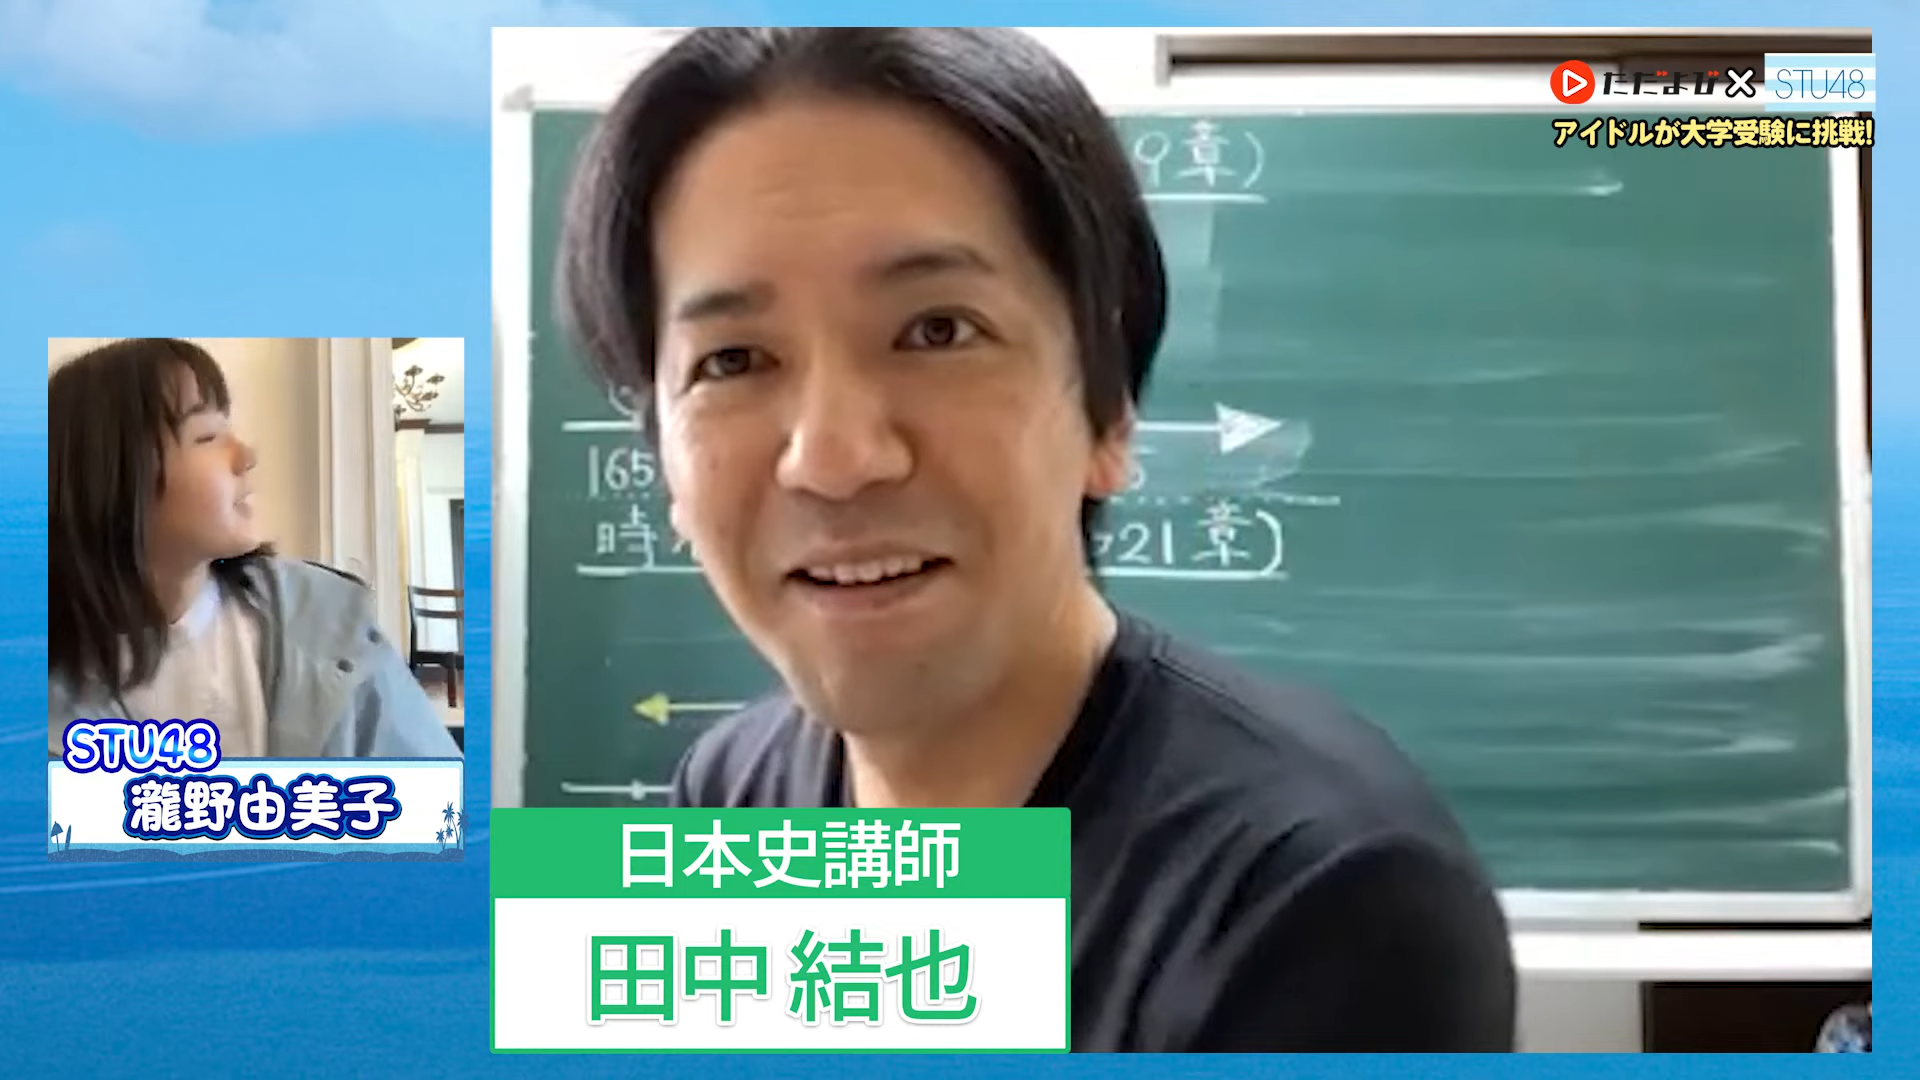 ただよび×STU48
アイドルが大学受験に挑戦!
9章)
165
5
時
21章)
STU48
瀧野由美子
日本史講師
田中 結也